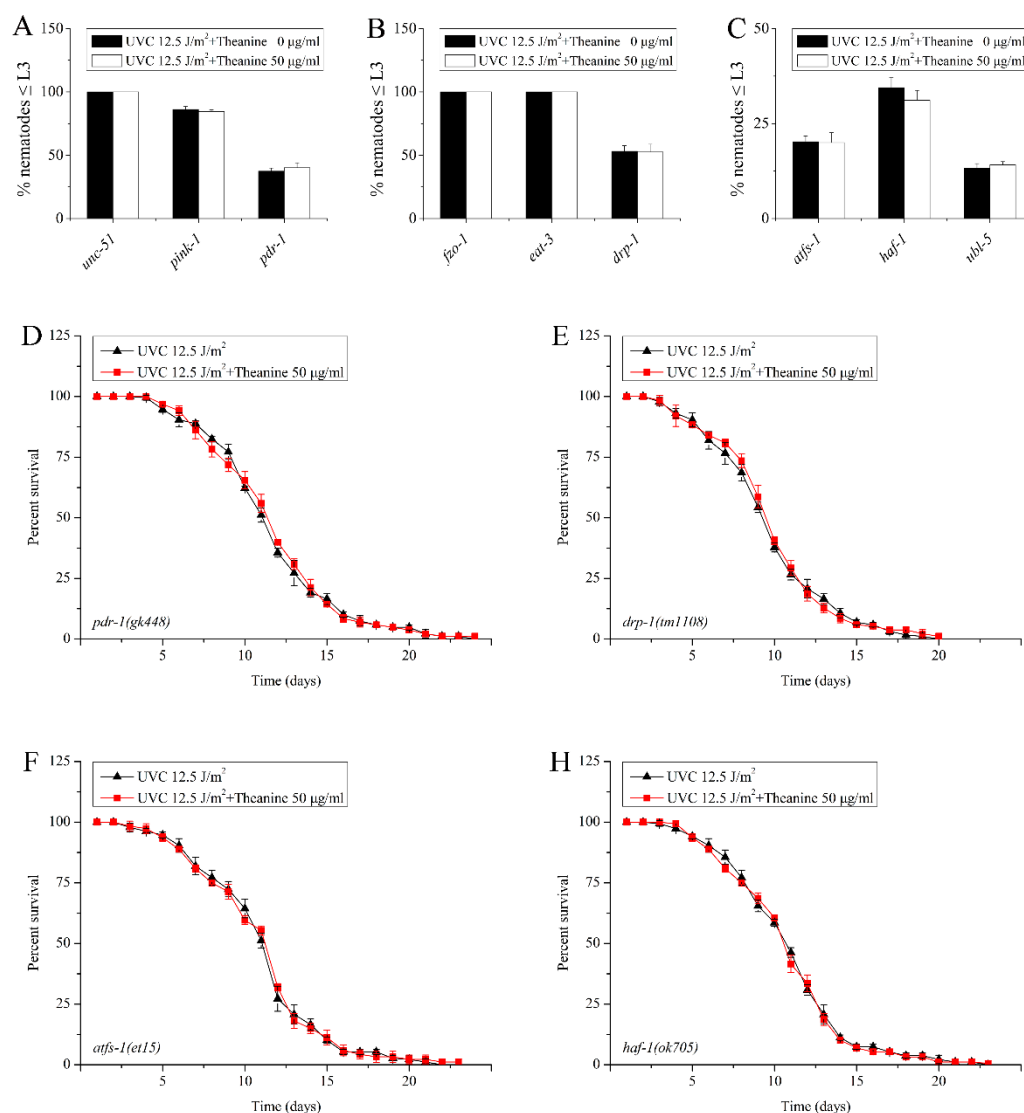 A
UVC 12.5 J/m² +Theanine 0 μg/ml
UVC 12.5 J/m² +Theanine 50 μg/ml
% nematodes ≤ L3
150
100
50
0
unc-51
pink-1
pdr-1
B
UVC 12.5 J/m²+Theanine 0 μg/ml
UVC 12.5 J/m²+Theanine 50 μg/ml
% nematodes ≤ L3
150
100
50
0
fzo-1
eat-3
drp-1
C
UVC 12.5 J/m²+Theanine 0 μg/ml
UVC 12.5 J/m²+Theanine 50 μg/ml
% nematodes ≤ L3
50
25
0
atfs-1
haf-1
ubl-5
D
UVC 12.5 J/m²
UVC 12.5 J/m²+Theanine 50 μg/ml
Percent survival
125
100
75
50
25
0
pdr-1(gk448)
5
10
15
20
Time (days)
E
UVC 12.5 J/m²
UVC 12.5 J/m²+Theanine 50 μg/ml
Percent survival
125
100
75
50
25
0
drp-1(tm1108)
5
10
15
20
Time (days)
F
UVC 12.5 J/m²
UVC 12.5 J/m²+Theanine 50 μg/ml
Percent survival
125
100
75
50
25
0
atfs-1(et15)
5
10
15
20
Time (days)
H
UVC 12.5 J/m²
UVC 12.5 J/m²+Theanine 50 μg/ml
Percent survival
125
100
75
50
25
0
haf-1(ok705)
5
10
15
20
Time (days)